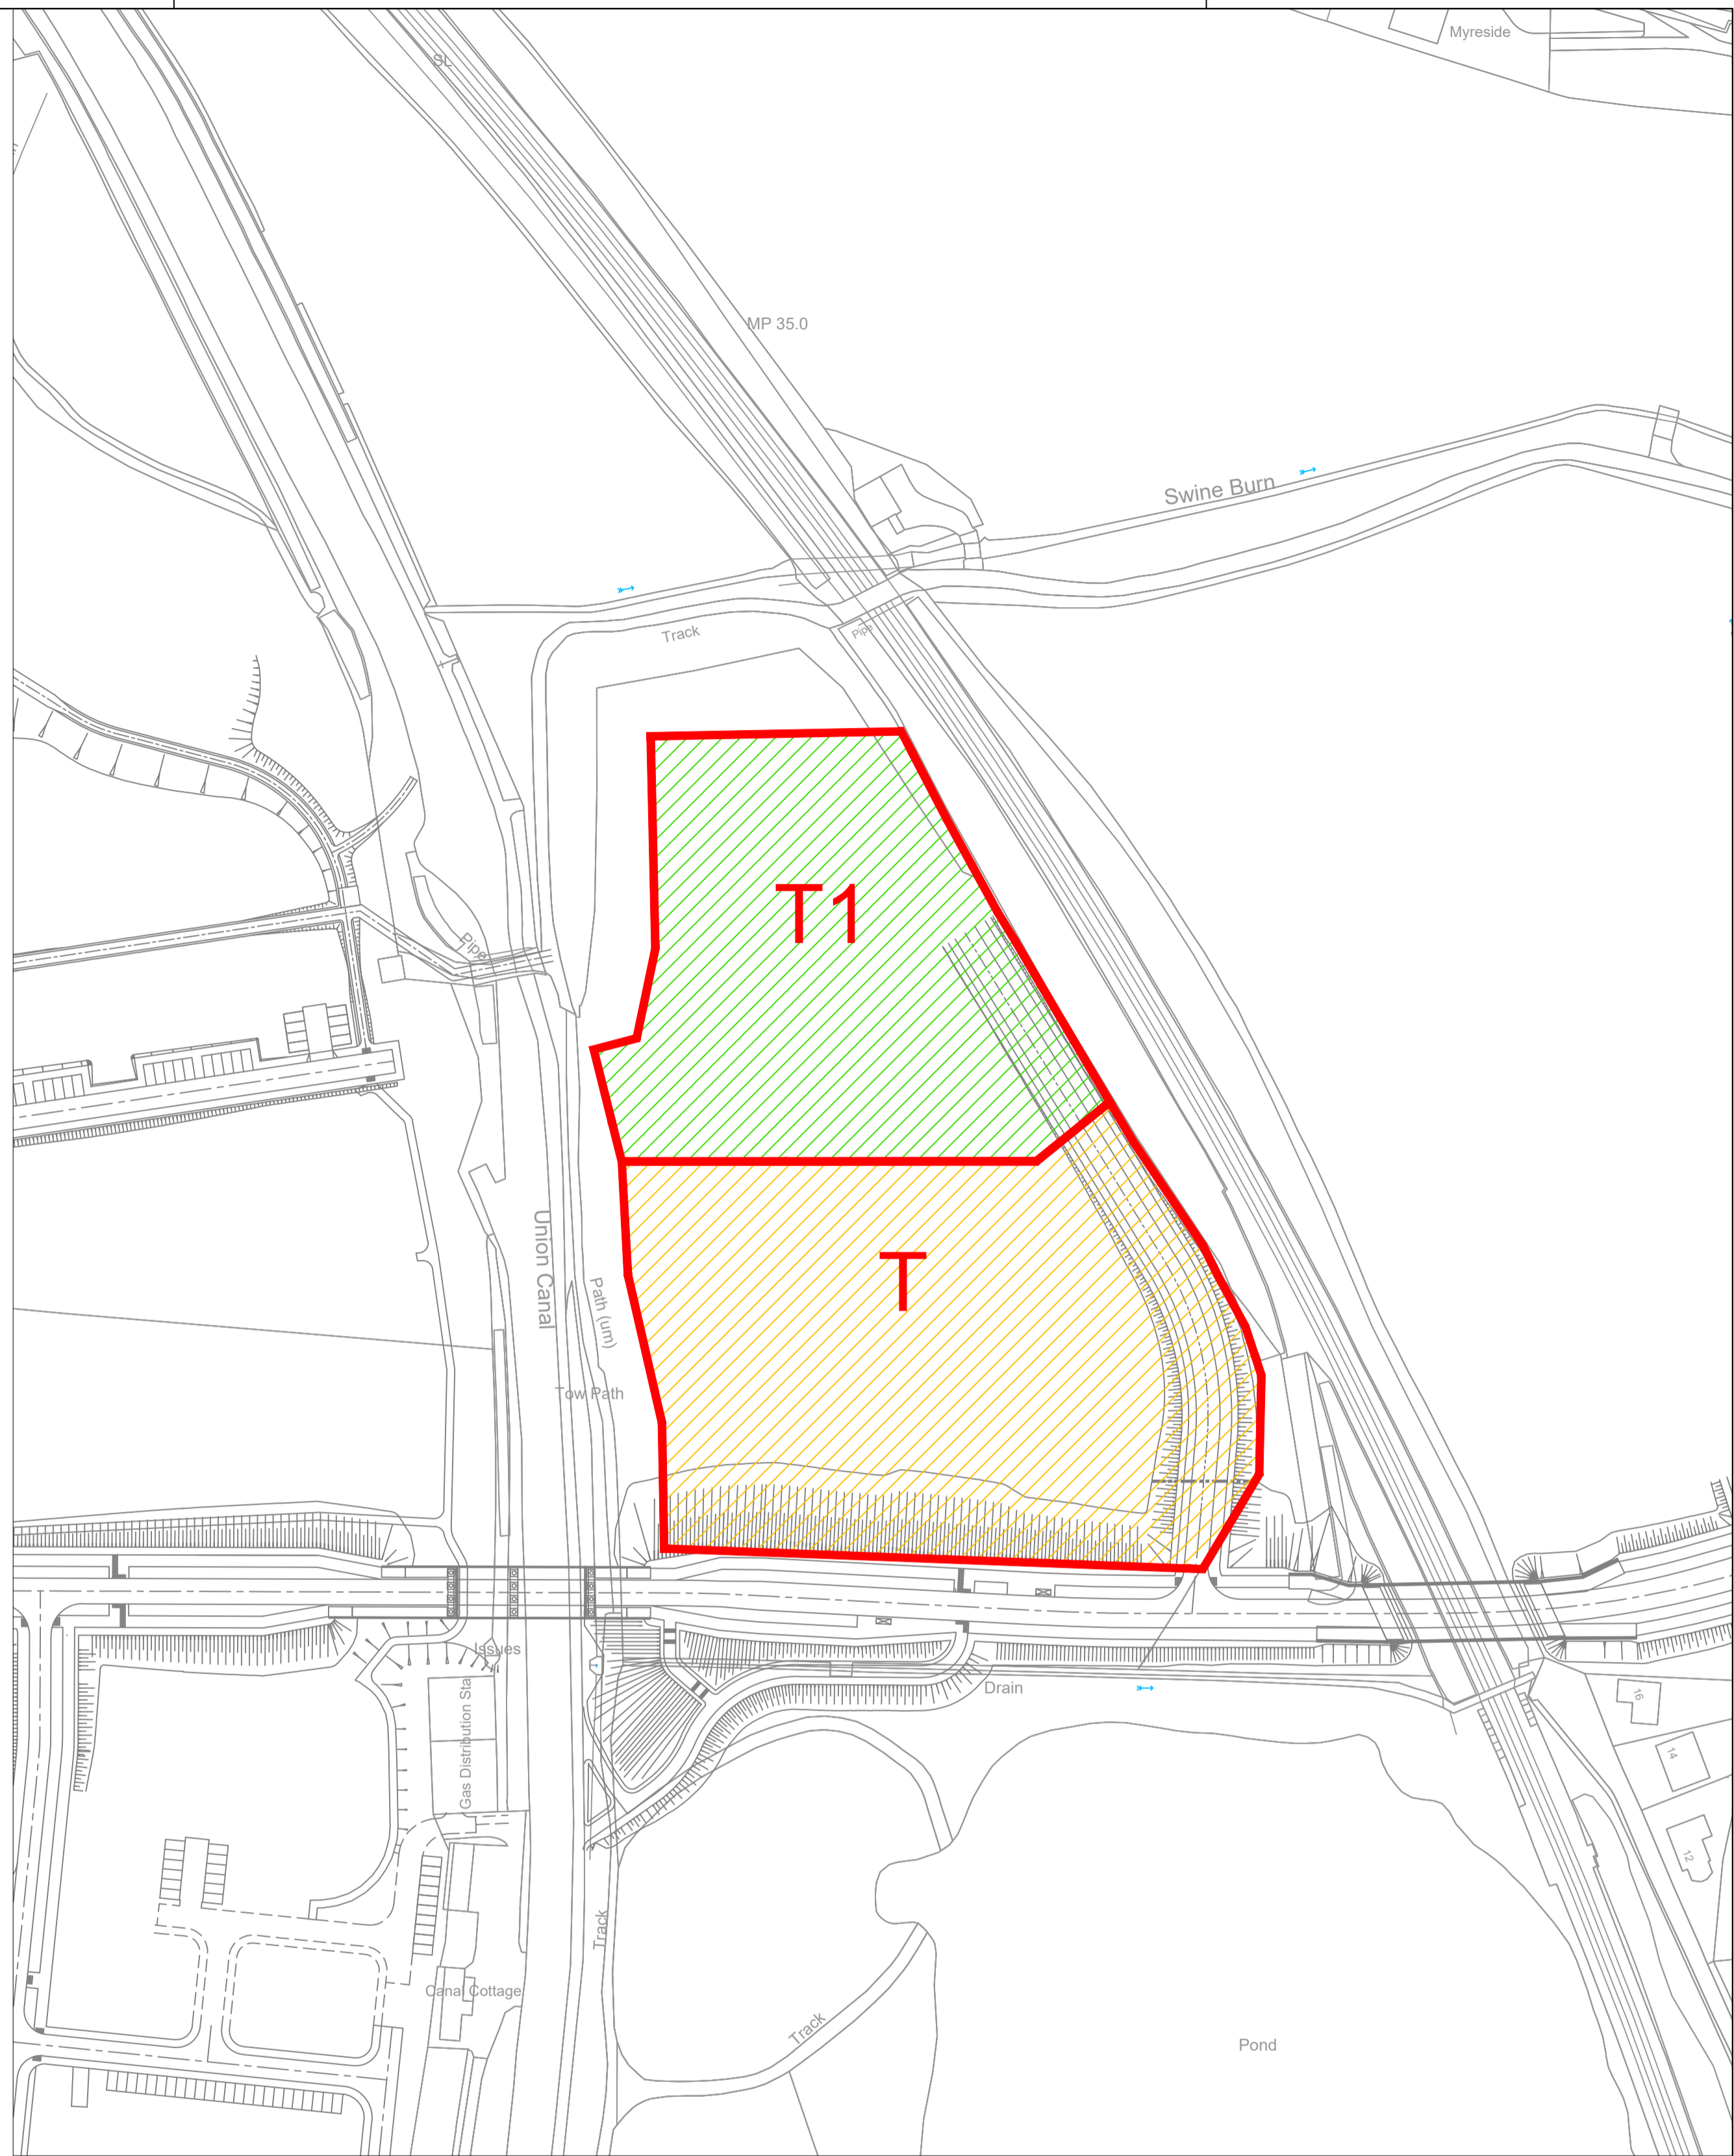 Myreside
SL
MP 35.0
Swine Burn
Track
Pipe
T1
Pipe
Union Canal
Path (um)
T
Tow Path
Issues
Gas Distribution Sta
Drain
16
14
12
Track
Canal Cottage
Track
Pond